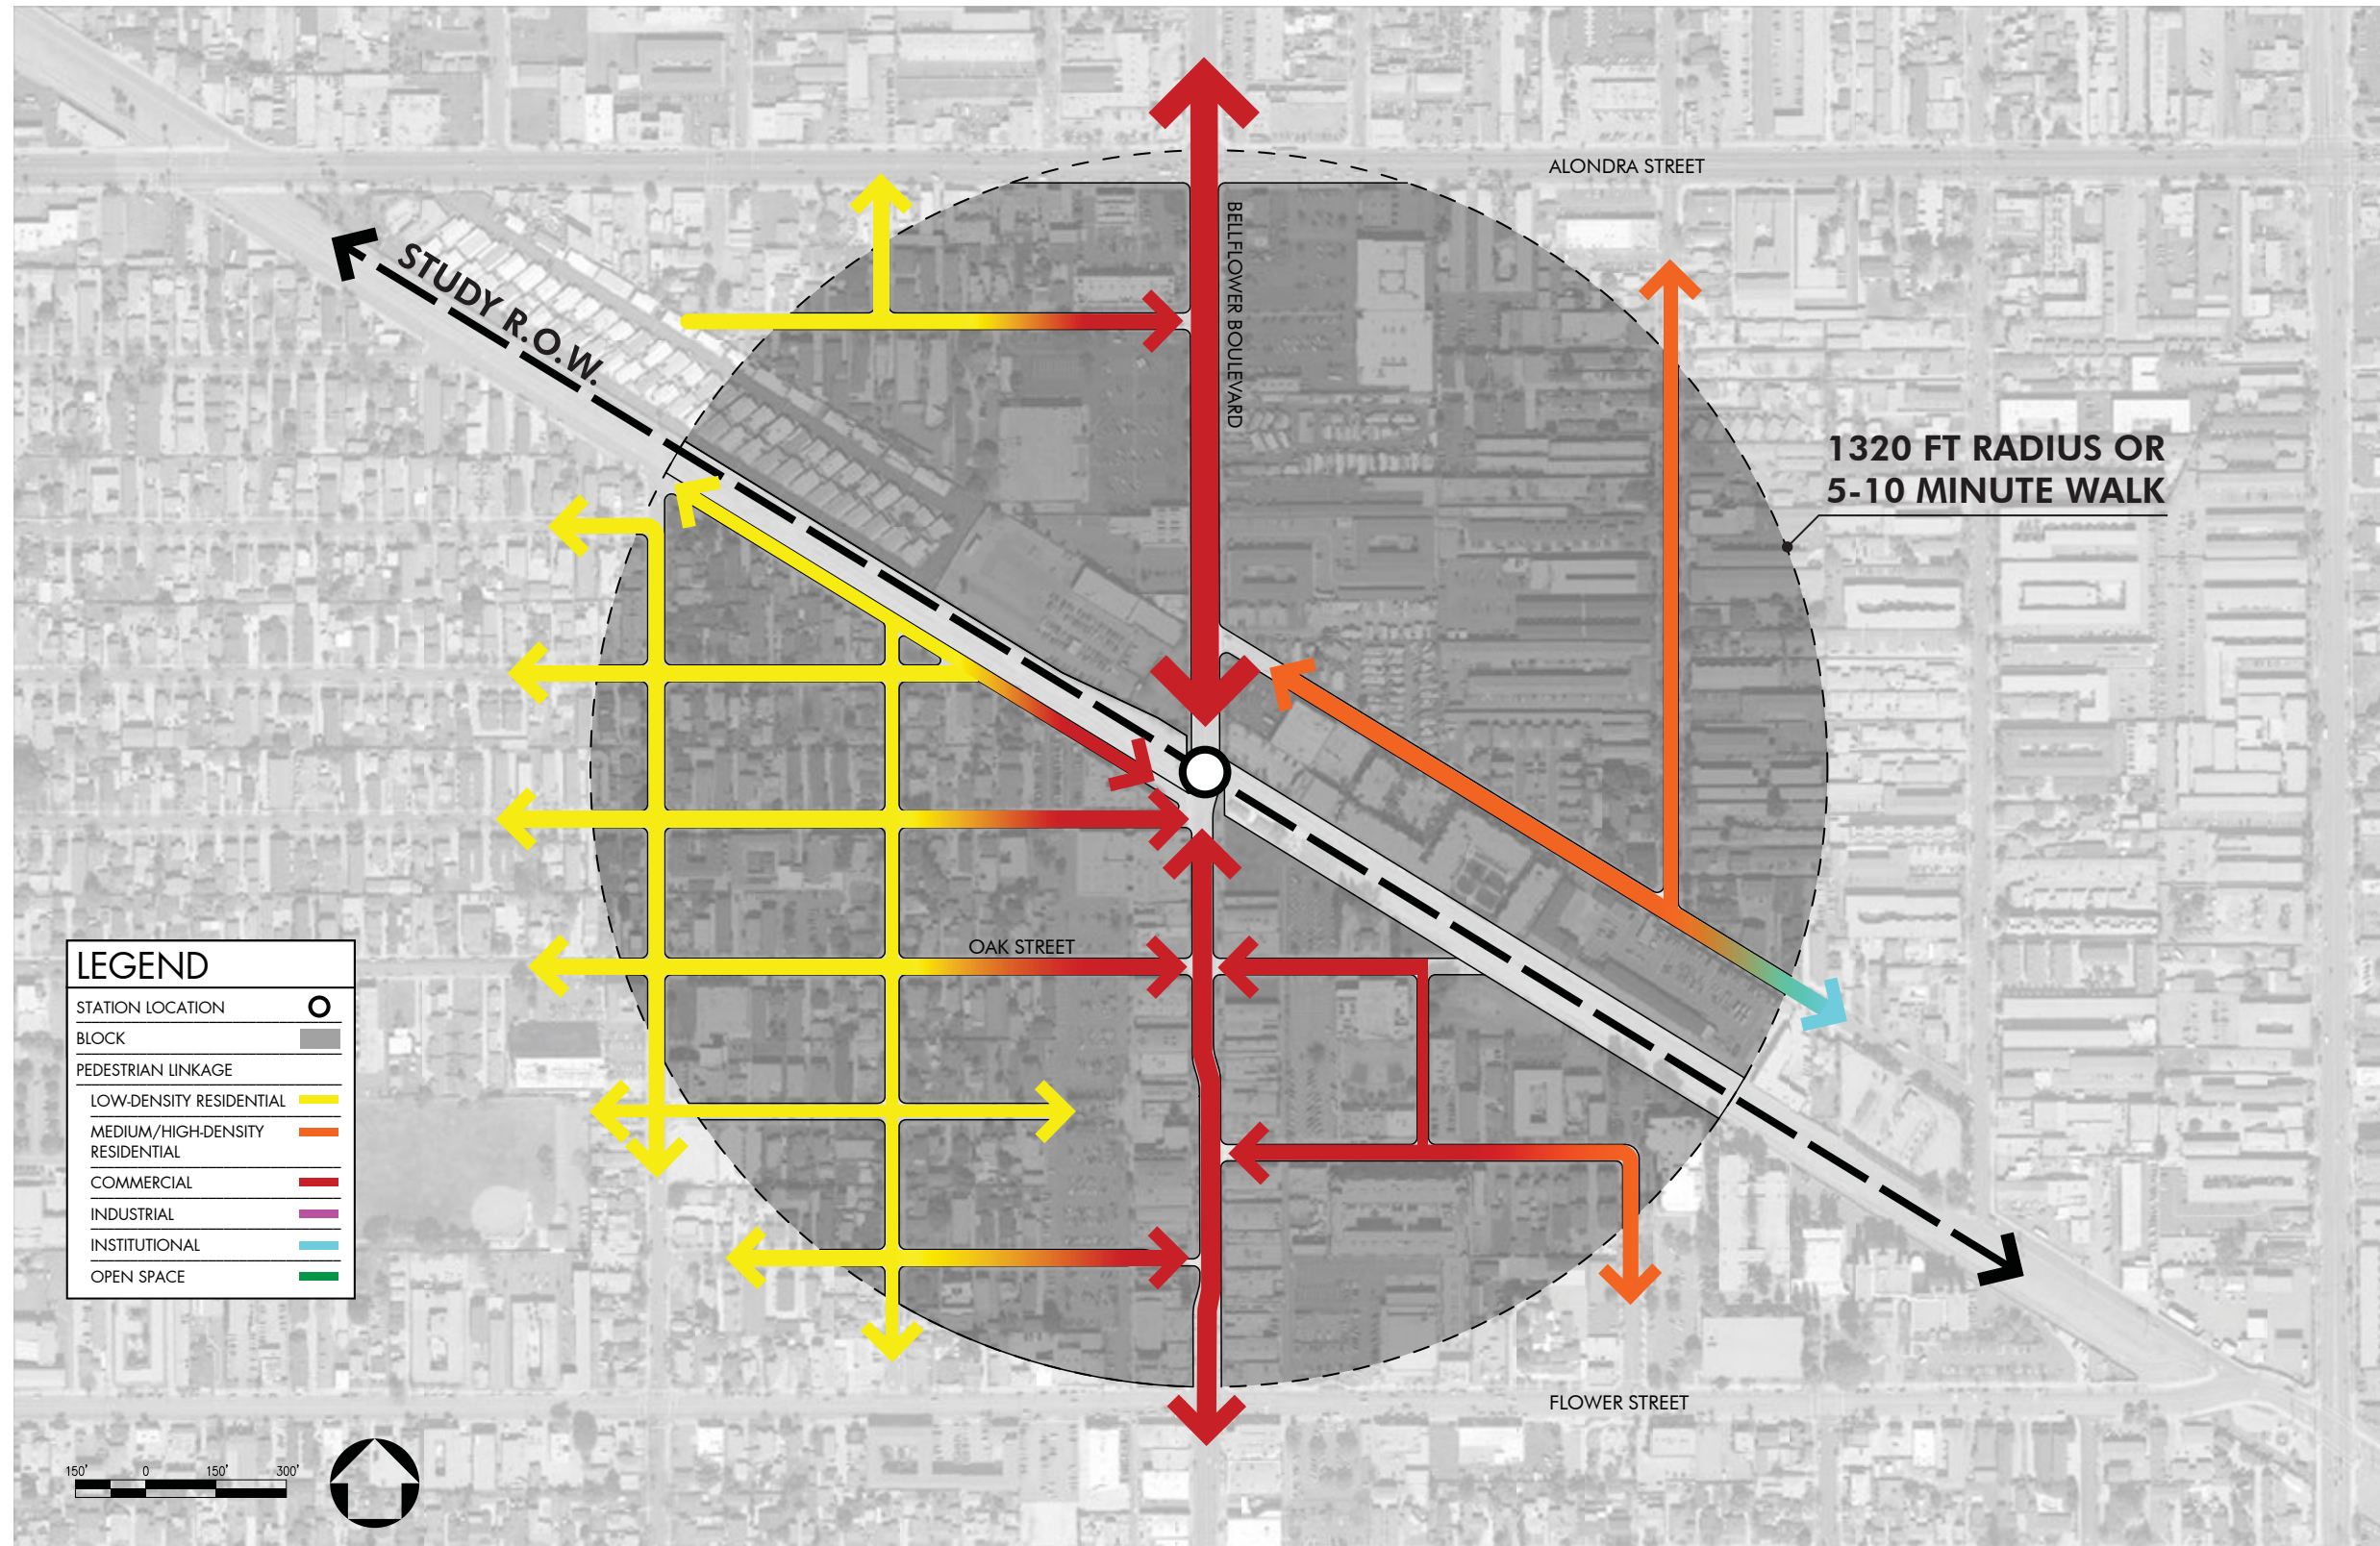 ALONDRA STREET
BELLFLOWER BOULEVARD
STUDY R.O.W.
1320 FT RADIUS OR
5-10 MINUTE WALK
OAK STREET
LEGEND
STATION LOCATION
BLOCK
PEDESTRIAN LINKAGE
LOW-DENSITY RESIDENTIAL
MEDIUM/HIGH-DENSITY
RESIDENTIAL
COMMERCIAL
INDUSTRIAL
INSTITUTIONAL
OPEN SPACE
FLOWER STREET
150' 0 150' 300'